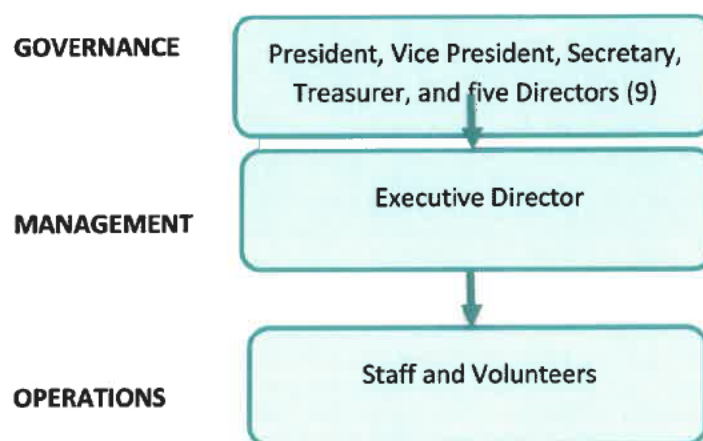 GOVERNANCE
President, Vice President, Secretary,
Treasurer, and five Directors (9)
MANAGEMENT
Executive Director
OPERATIONS
Staff and Volunteers